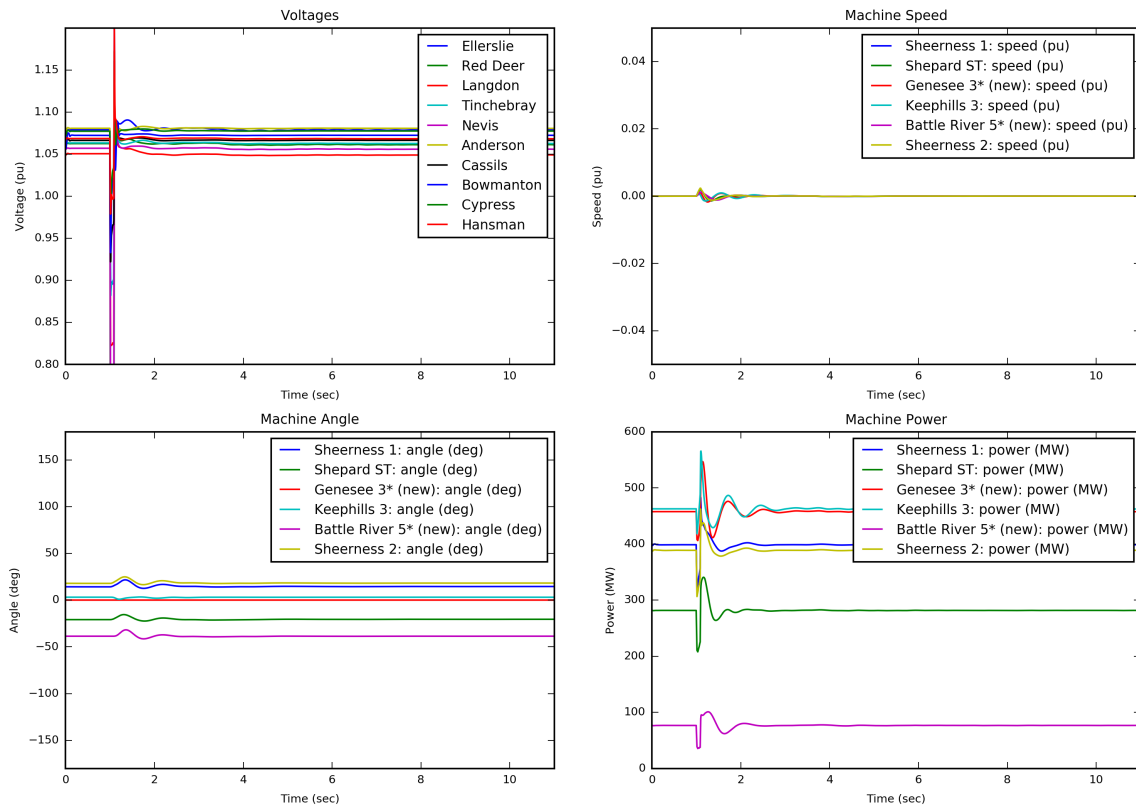 Voltages
1.15
1.10
1.05
1.00
0.95
0.90
0.85
0.80
Voltage (pu)
0 2 4 6 8 10
Time (sec)
Ellerslie
Red Deer
Langdon
Tinchebray
Nevis
Anderson
Cassils
Bowmanton
Cypress
Hansman
Machine Speed
0.04
0.02
0.00
−0.02
−0.04
Speed (pu)
0 2 4 6 8 10
Time (sec)
Sheerness 1: speed (pu)
Shepard ST: speed (pu)
Genesee 3* (new): speed (pu)
Keephills 3: speed (pu)
Battle River 5* (new): speed (pu)
Sheerness 2: speed (pu)
Machine Angle
150
100
50
0
−50
−100
−150
Angle (deg)
0 2 4 6 8 10
Time (sec)
Sheerness 1: angle (deg)
Shepard ST: angle (deg)
Genesee 3* (new): angle (deg)
Keephills 3: angle (deg)
Battle River 5* (new): angle (deg)
Sheerness 2: angle (deg)
Machine Power
600
500
400
300
200
100
0
Power (MW)
0 2 4 6 8 10
Time (sec)
Sheerness 1: power (MW)
Shepard ST: power (MW)
Genesee 3* (new): power (MW)
Keephills 3: power (MW)
Battle River 5* (new): power (MW)
Sheerness 2: power (MW)